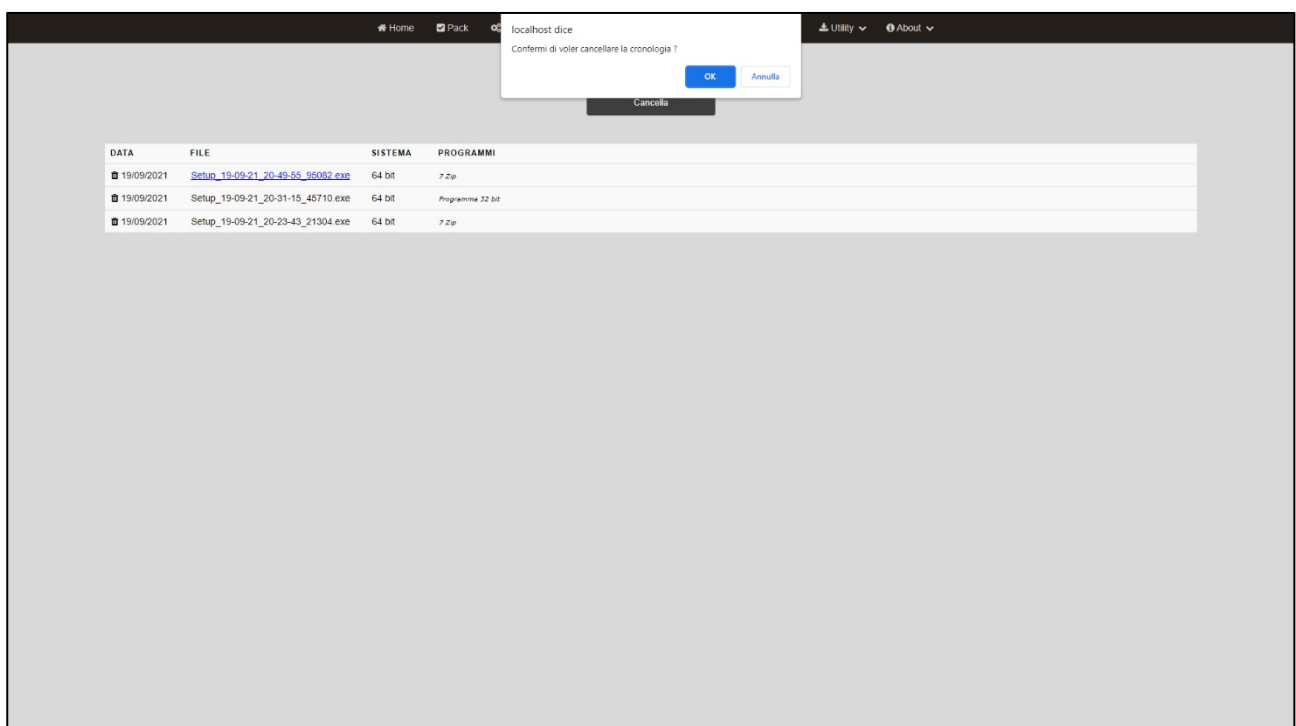 Home Pack Utility About
localhost dice
Confermi di voler cancellare la cronologia ?
OK Annulla
Cancella
DATA FILE SISTEMA PROGRAMMI
19/09/2021 Setup_19-09-21_20-49-55_95082.exe 64 bit 7 Zip
19/09/2021 Setup_19-09-21_20-31-15_45710.exe 64 bit Programma 32 bit
19/09/2021 Setup_19-09-21_20-23-43_21304.exe 64 bit 7 Zip